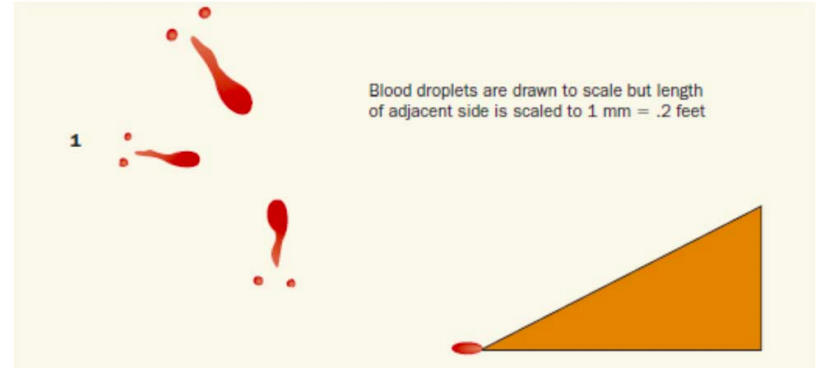 Blood droplets are drawn to scale but length
of adjacent side is scaled to 1 mm = .2 feet
1